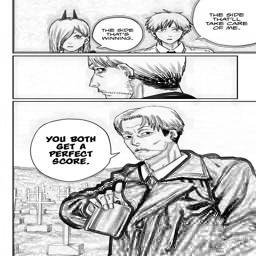 THE SIDE
THAT'S
WINNING.
THE SIDE
THAT'LL
TAKE CARE
OF ME.
YOU BOTH
GET A
PERFECT
SCORE.